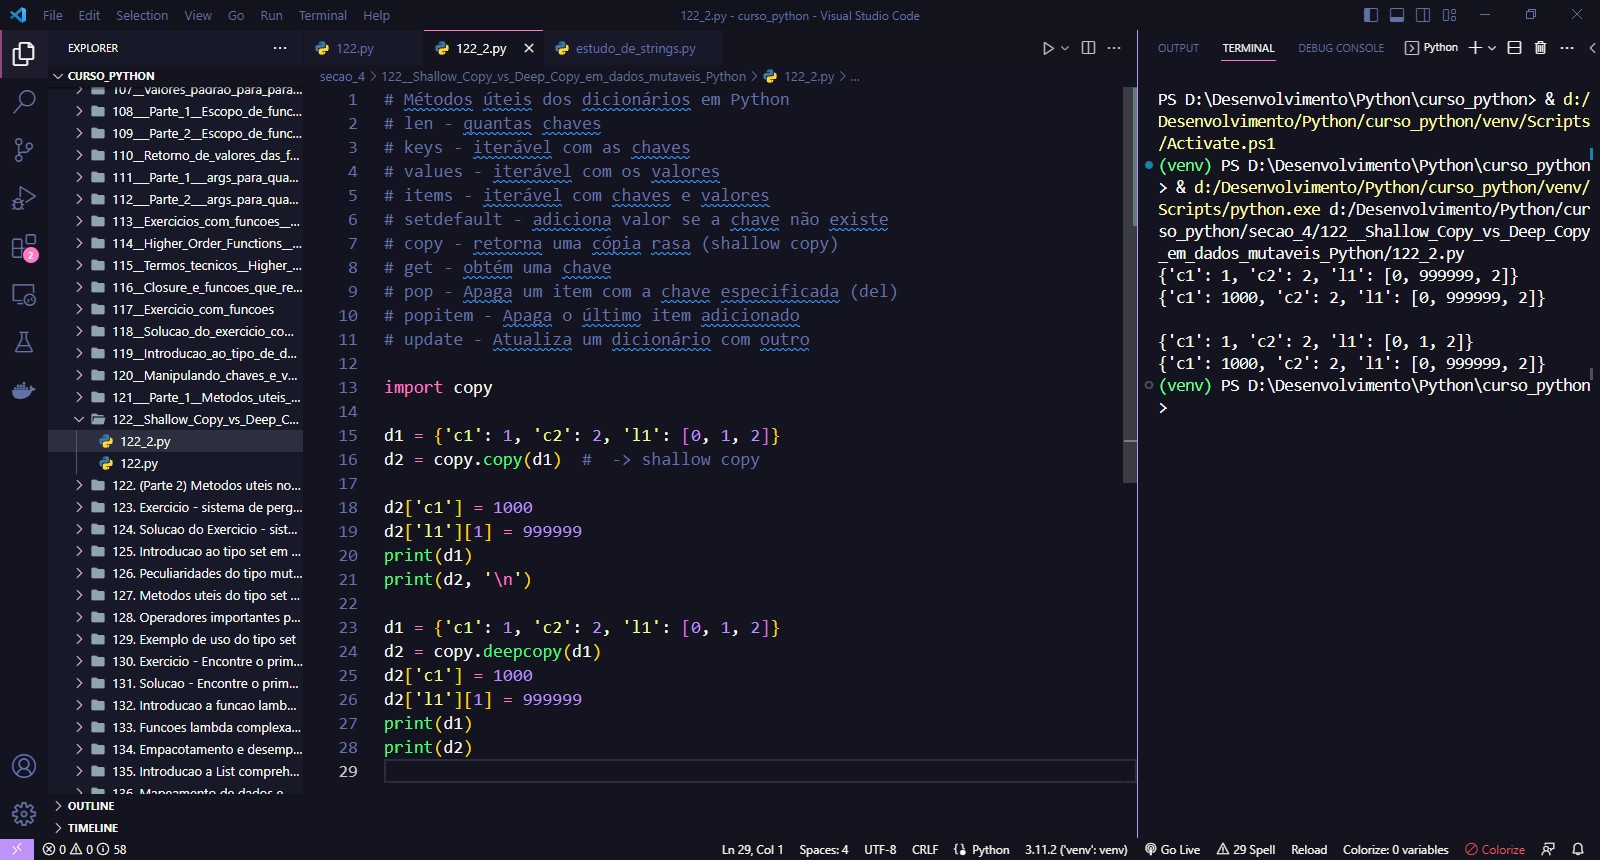 File Edit Selection View Go Run Terminal Help
122_2.py - curso_python - Visual Studio Code
EXPLORER
CURSO_PYTHON
107__Valores_padrao_para_para...
108___Parte_1__Escopo_de_func...
109___Parte_2__Escopo_de_func...
110__Retorno_de_valores_das_f...
111___Parte_1___args_para_qua...
112___Parte_2___args_para_qua...
113__Exercicios_com_funcoes__...
114__Higher_Order_Functions__...
115__Termos_tecnicos__Higher_...
116__Closure_e_funcoes_que_re...
117__Exercicio_com_funcoes
118__Solucao_do_exercicio_co...
119__Introducao_ao_tipo_de_d...
120__Manipulando_chaves_e_v...
121___Parte_1__Metodos_uteis_...
122__Shallow_Copy_vs_Deep_C...
122_2.py
122.py
122. (Parte 2) Metodos uteis no...
123. Exercicio - sistema de perg...
124. Solucao do Exercicio - sist...
125. Introducao ao tipo set em ...
126. Peculiaridades do tipo mut...
127. Metodos uteis do tipo set ...
128. Operadores importantes p...
129. Exemplo de uso do tipo set
130. Exercicio - Encontre o prim...
131. Solucao - Encontre o prim...
132. Introducao a funcao lamb...
133. Funcoes lambda complexa...
134. Empacotamento e desemp...
135. Introducao a List compreh...
136. Mapeamento de dados e
OUTLINE
TIMELINE
122.py
122_2.py
estudo_de_strings.py
secao_4 > 122__Shallow_Copy_vs_Deep_Copy_em_dados_mutaveis_Python > 122_2.py > ...
1 # Métodos úteis dos dicionários em Python
2 # len - quantas chaves
3 # keys - iterável com as chaves
4 # values - iterável com os valores
5 # items - iterável com chaves e valores
6 # setdefault - adiciona valor se a chave não existe
7 # copy - retorna uma cópia rasa (shallow copy)
8 # get - obtém uma chave
9 # pop - Apaga um item com a chave especificada (del)
10 # popitem - Apaga o último item adicionado
11 # update - Atualiza um dicionário com outro
12
13 import copy
14
15 d1 = {'c1': 1, 'c2': 2, 'l1': [0, 1, 2]}
16 d2 = copy.copy(d1)  #  -> shallow copy
17
18 d2['c1'] = 1000
19 d2['l1'][1] = 999999
20 print(d1)
21 print(d2, '\n')
22
23 d1 = {'c1': 1, 'c2': 2, 'l1': [0, 1, 2]}
24 d2 = copy.deepcopy(d1)
25 d2['c1'] = 1000
26 d2['l1'][1] = 999999
27 print(d1)
28 print(d2)
29
OUTPUT TERMINAL DEBUG CONSOLE Python
PS D:\Desenvolvimento\Python\curso_python> & d:/
Desenvolvimento/Python/curso_python/venv/Scripts
/Activate.ps1
(venv) PS D:\Desenvolvimento\Python\curso_python
> & d:/Desenvolvimento/Python/curso_python/venv/
Scripts/python.exe d:/Desenvolvimento/Python/cur
so_python/secao_4/122__Shallow_Copy_vs_Deep_Copy
_em_dados_mutaveis_Python/122_2.py
{'c1': 1, 'c2': 2, 'l1': [0, 999999, 2]}
{'c1': 1000, 'c2': 2, 'l1': [0, 999999, 2]}
{'c1': 1, 'c2': 2, 'l1': [0, 1, 2]}
{'c1': 1000, 'c2': 2, 'l1': [0, 999999, 2]}
(venv) PS D:\Desenvolvimento\Python\curso_python
>
2
0 0 58
Ln 29, Col 1 Spaces: 4 UTF-8 CRLF Python 3.11.2 ('venv': venv) Go Live 29 Spell Reload Colorize: 0 variables Colorize